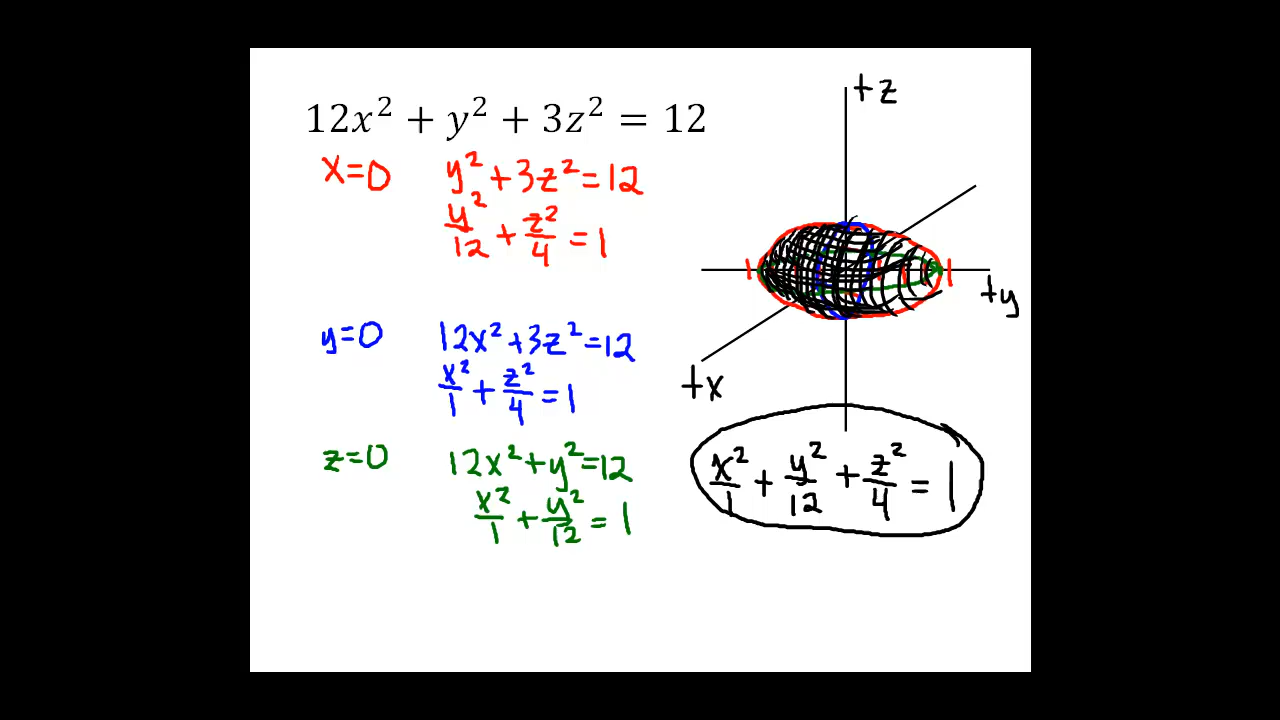 12x² + y² + 3z² = 12
x=0 y²+3z²=12
y²/12 + z²/4 = 1
y=0 12x²+3z²=12
x²/1 + z²/4 = 1
z=0 12x²+y²=12
x²/1 + y²/12 = 1
+z
+y
+x
x²/1 + y²/12 + z²/4 = 1